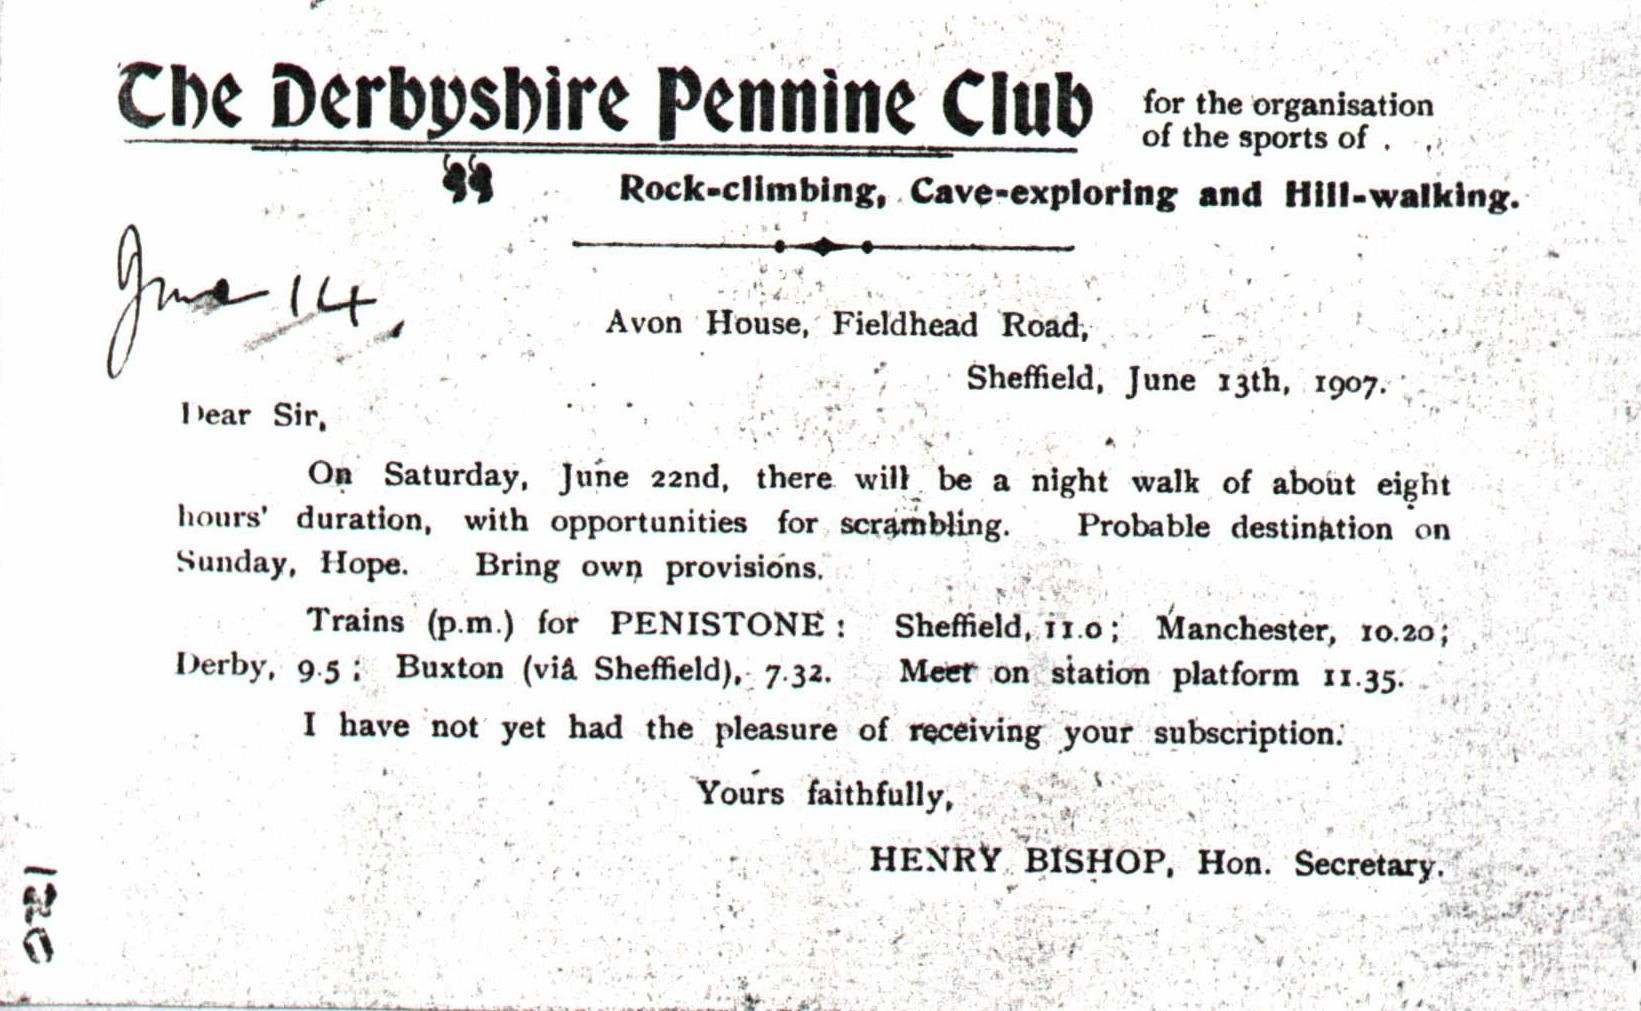 The Derbyshire Pennine Club
for the organisation
of the sports of . .
Rock-climbing, Cave-exploring and Hill-walking.
June 14,
Avon House, Fieldhead Road,
Sheffield, June 13th, 1907.
Dear Sir,
On Saturday, June 22nd, there will be a night walk of about eight
hours' duration, with opportunities for scrambling. Probable destination on
Sunday, Hope. Bring own provisions.
Trains (p.m.) for PENISTONE: Sheffield, 11.0; Manchester, 10.20;
Derby, 9.5; Buxton (viâ Sheffield), 7.32. Meet on station platform 11.35.
I have not yet had the pleasure of receiving your subscription.
Yours faithfully,
HENRY BISHOP, Hon. Secretary.
120